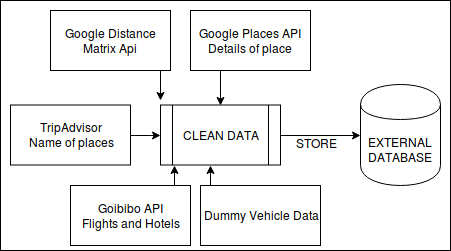 Google Distance
Matrix Api
Google Places API
Details of place
TripAdvisor
Name of places
CLEAN DATA
STORE
EXTERNAL
DATABASE
Goibibo API
Flights and Hotels
Dummy Vehicle Data